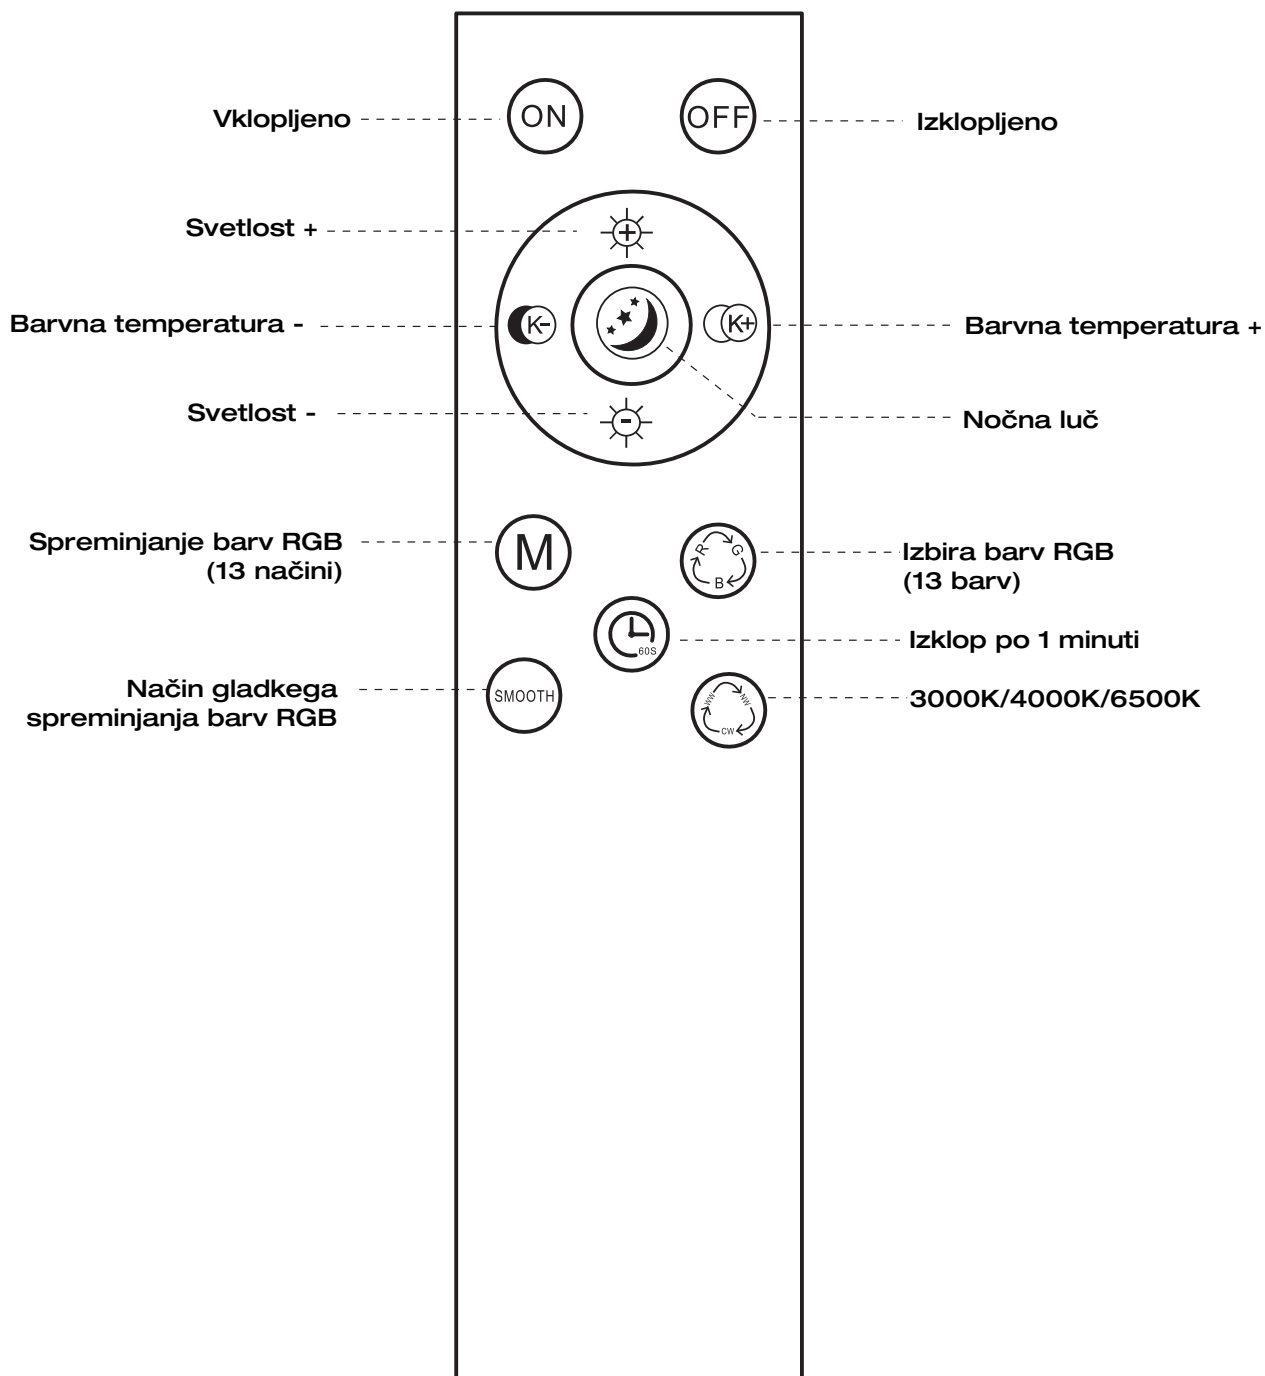 Vklopljeno
ON
OFF
Izklopljeno
Svetlost +
+
Barvna temperatura -
K-
K+
Barvna temperatura +
Svetlost -
-
Nočna luč
Spreminjanje barv RGB
(13 načini)
M
R
G
B
Izbira barv RGB
(13 barv)
60S
Izklop po 1 minuti
Način gladkega
spreminjanja barv RGB
SMOOTH
WW
NW
CW
3000K/4000K/6500K